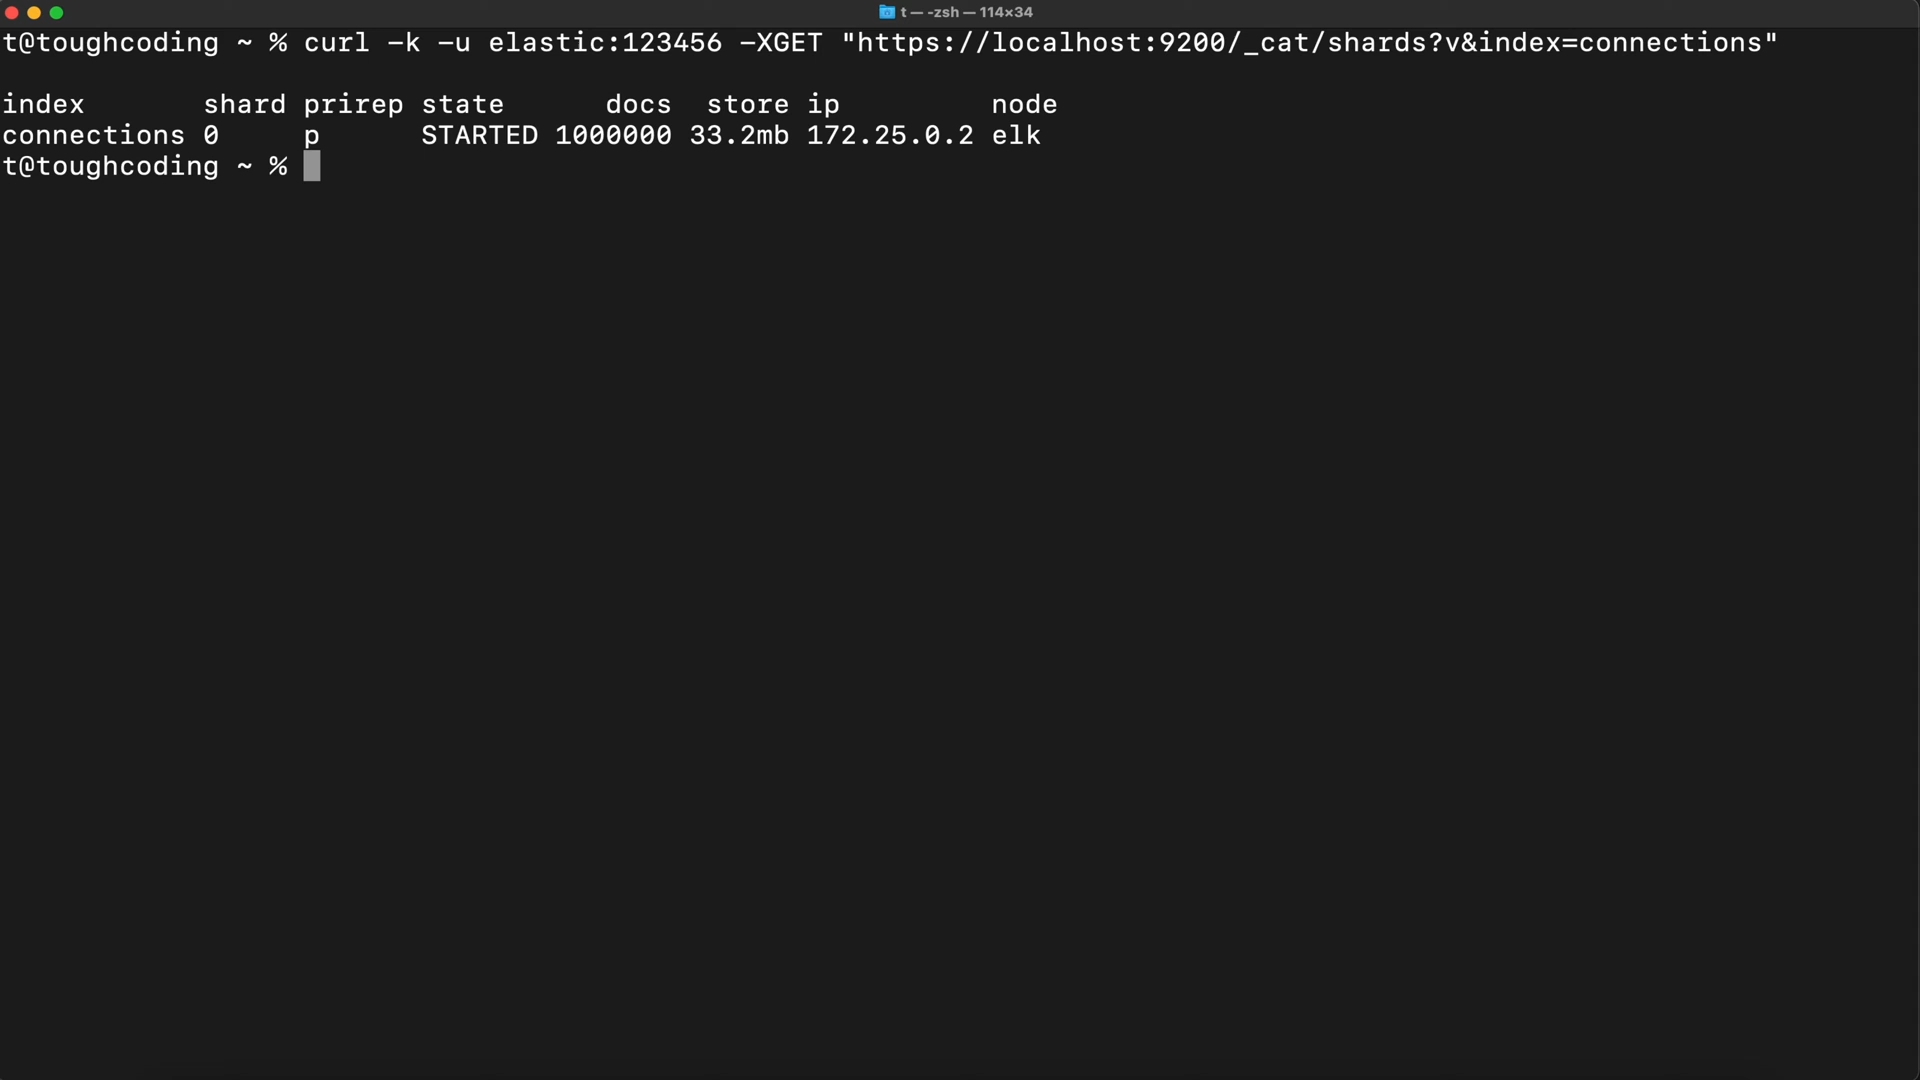 t — -zsh — 114×34
t@toughcoding ~ % curl -k -u elastic:123456 -XGET "https://localhost:9200/_cat/shards?v&index=connections"
index       shard prirep state      docs  store ip         node
connections 0     p      STARTED 1000000 33.2mb 172.25.0.2 elk
t@toughcoding ~ %